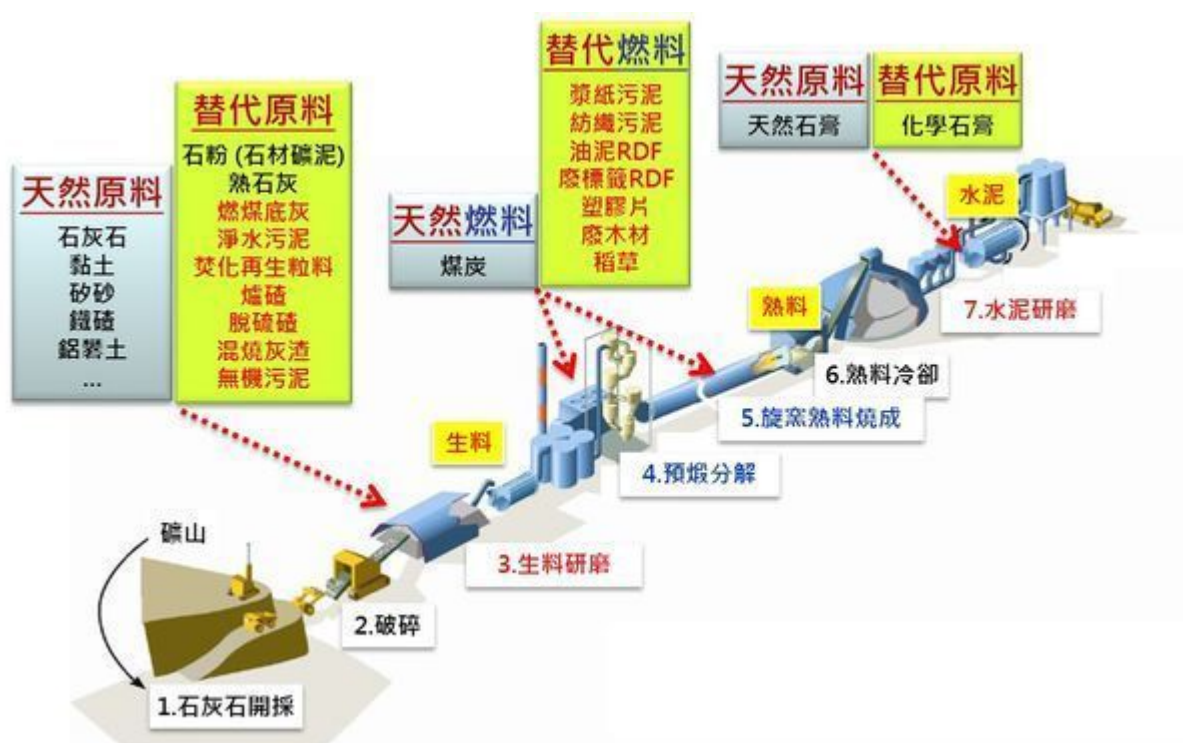 替代燃料
漿紙污泥
紡織污泥
油泥RDF
廢標籤RDF
塑膠片
廢木材
稻草
天然原料
天然石膏
替代原料
化學石膏
替代原料
石粉 (石材礦泥)
熟石灰
燃煤底灰
淨水污泥
焚化再生粒料
爐碴
脫硫碴
混燒灰渣
無機污泥
天然原料
石灰石
黏土
矽砂
鐵碴
鋁礬土
...
天然燃料
煤炭
水泥
熟料
7.水泥研磨
6.熟料冷卻
5.旋窯熟料燒成
生料
4.預煅分解
礦山
3.生料研磨
2.破碎
1.石灰石開採